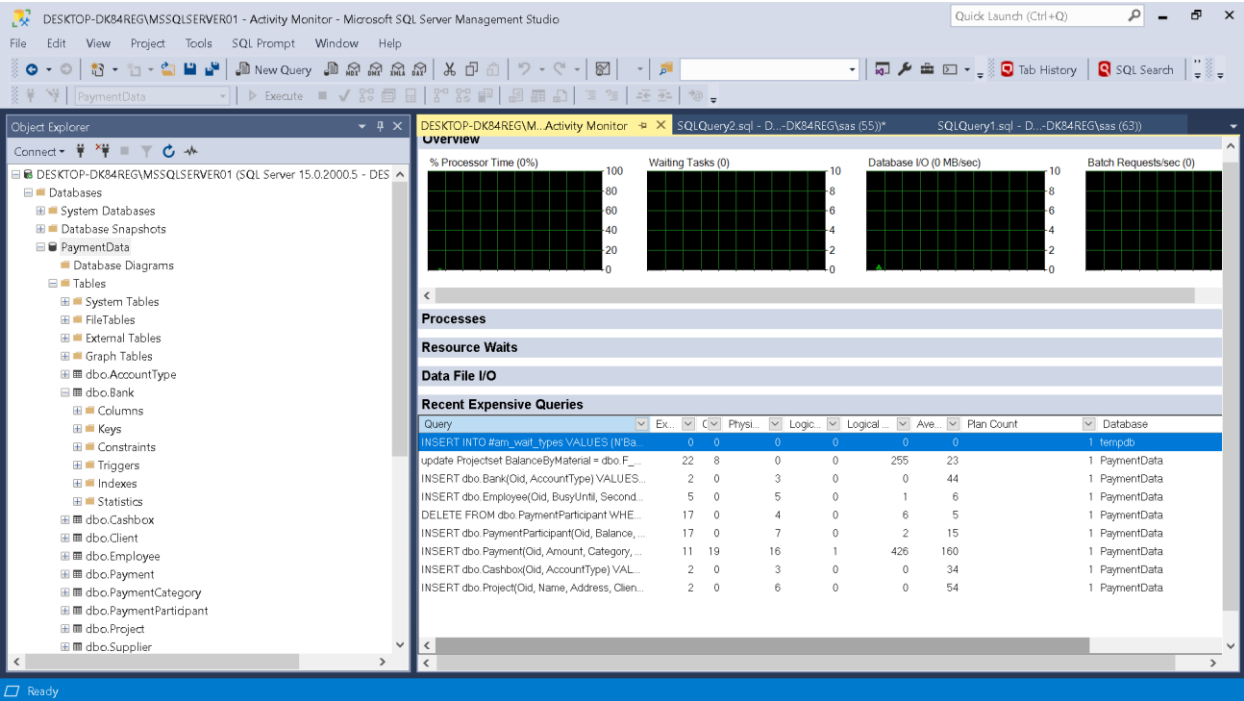 DESKTOP-DK84REG\MSSQLSERVER01 - Activity Monitor - Microsoft SQL Server Management Studio
Quick Launch (Ctrl+Q)
File Edit View Project Tools SQL Prompt Window Help
New Query MDX DMX XMLA DAX Tab History SQL Search
PaymentData Execute
Object Explorer
Connect
DESKTOP-DK84REG\MSSQLSERVER01 (SQL Server 15.0.2000.5 - DES
Databases
System Databases
Database Snapshots
PaymentData
Database Diagrams
Tables
System Tables
FileTables
External Tables
Graph Tables
dbo.AccountType
dbo.Bank
Columns
Keys
Constraints
Triggers
Indexes
Statistics
dbo.Cashbox
dbo.Client
dbo.Employee
dbo.Payment
dbo.PaymentCategory
dbo.PaymentParticipant
dbo.Project
dbo.Supplier
DESKTOP-DK84REG\M...Activity Monitor SQLQuery2.sql - D...-DK84REG\sas (55))* SQLQuery1.sql - D...-DK84REG\sas (63))
Overview
% Processor Time (0%) Waiting Tasks (0) Database I/O (0 MB/sec) Batch Requests/sec (0)
100 10 10
80 8 8
60 6 6
40 4 4
20 2 2
0 0 0
Processes
Resource Waits
Data File I/O
Recent Expensive Queries
Query Ex... C Physi... Logic... Logical ... Ave... Plan Count Database
INSERT INTO #am_wait_types VALUES (N'Ba... 0 0 0 0 0 0 1 tempdb
update Projectset BalanceByMaterial = dbo.F_... 22 8 0 0 255 23 1 PaymentData
INSERT dbo.Bank(Oid, AccountType) VALUES... 2 0 3 0 0 44 1 PaymentData
INSERT dbo.Employee(Oid, BusyUntil, Second... 5 0 5 0 1 6 1 PaymentData
DELETE FROM dbo.PaymentParticipant WHE... 17 0 4 0 6 5 1 PaymentData
INSERT dbo.PaymentParticipant(Oid, Balance, ... 17 0 7 0 2 15 1 PaymentData
INSERT dbo.Payment(Oid, Amount, Category, ... 11 19 16 1 426 160 1 PaymentData
INSERT dbo.Cashbox(Oid, AccountType) VAL... 2 0 3 0 0 34 1 PaymentData
INSERT dbo.Project(Oid, Name, Address, Clien... 2 0 6 0 0 54 1 PaymentData
Ready